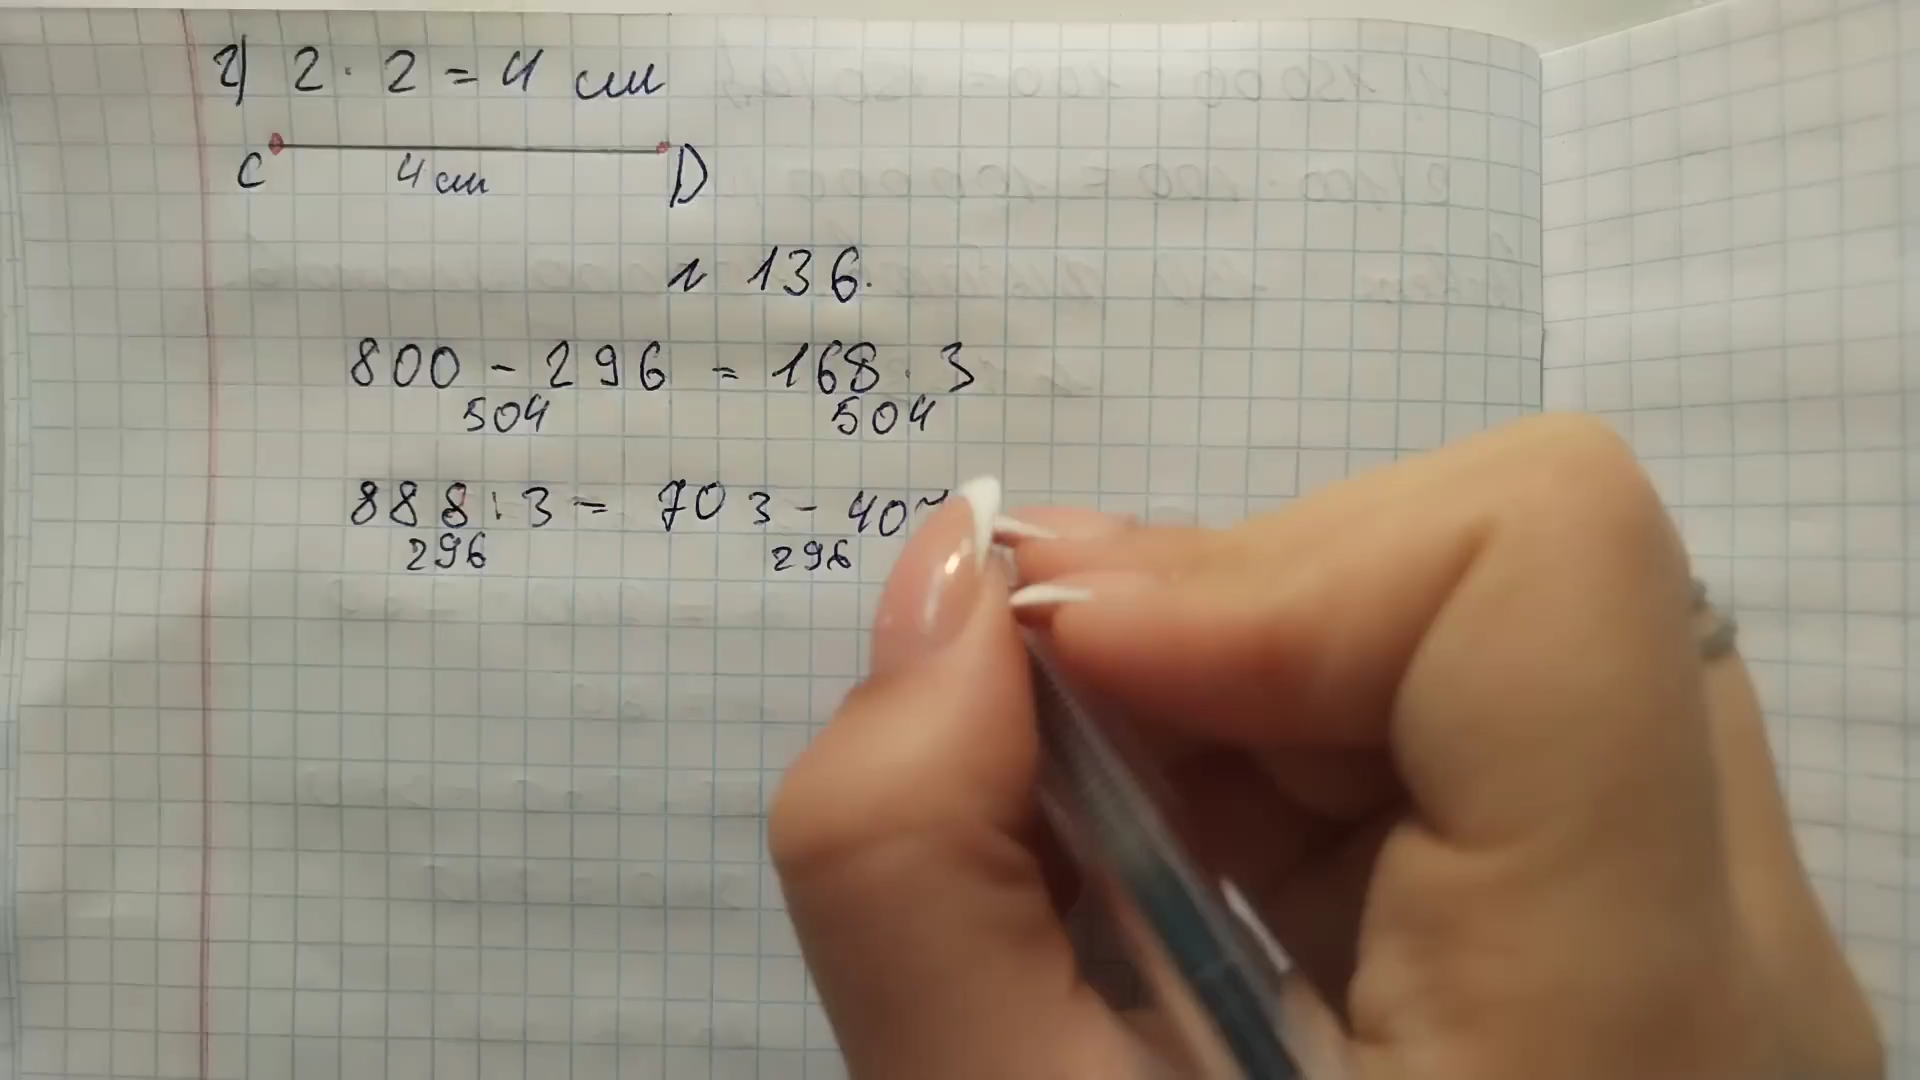 2) 2 · 2 = 4 см
C 4 см D
н 136.
800 - 296 = 168 · 3
504 504
888 : 3 = 703 - 40
296 296